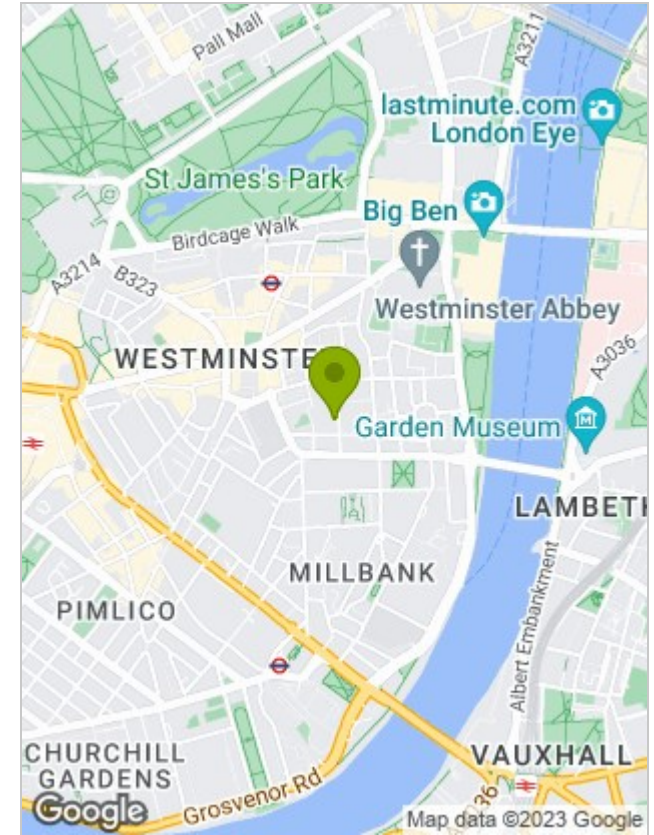 Pall Mall
A3211
lastminute.com
London Eye
St James's Park
Big Ben
Birdcage Walk
A3214
B323
Westminster Abbey
WESTMINSTE
A3036
Garden Museum
LAMBETH
MILLBANK
Albert Embankment
PIMLICO
CHURCHILL
GARDENS
VAUXHALL
Grosvenor Rd
3036
Google
Map data ©2023 Google